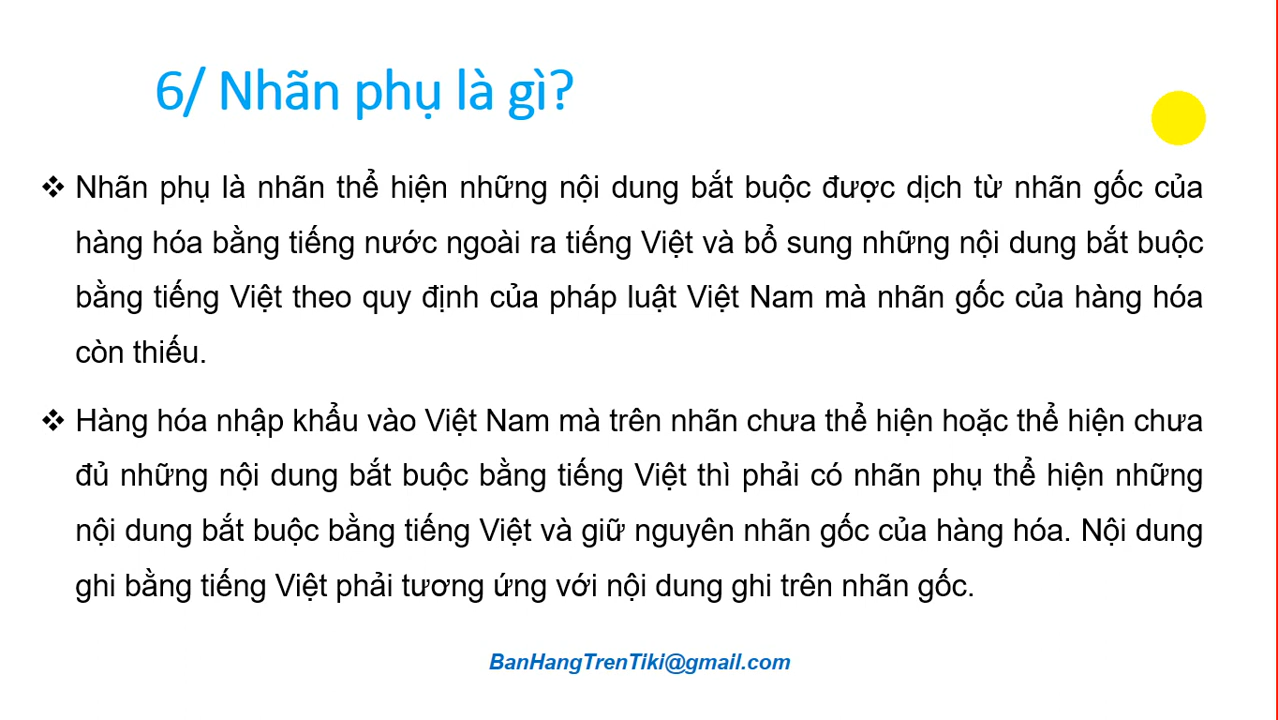 6/ Nhãn phụ là gì?
❖ Nhãn phụ là nhãn thể hiện những nội dung bắt buộc được dịch từ nhãn gốc của
hàng hóa bằng tiếng nước ngoài ra tiếng Việt và bổ sung những nội dung bắt buộc
bằng tiếng Việt theo quy định của pháp luật Việt Nam mà nhãn gốc của hàng hóa
còn thiếu.
❖ Hàng hóa nhập khẩu vào Việt Nam mà trên nhãn chưa thể hiện hoặc thể hiện chưa
đủ những nội dung bắt buộc bằng tiếng Việt thì phải có nhãn phụ thể hiện những
nội dung bắt buộc bằng tiếng Việt và giữ nguyên nhãn gốc của hàng hóa. Nội dung
ghi bằng tiếng Việt phải tương ứng với nội dung ghi trên nhãn gốc.
BanHangTrenTiki@gmail.com